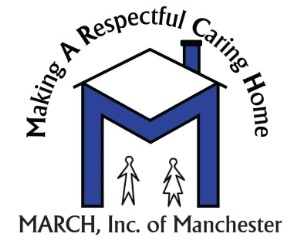 Making A Respectful Caring Home
M
MARCH, Inc. of Manchester